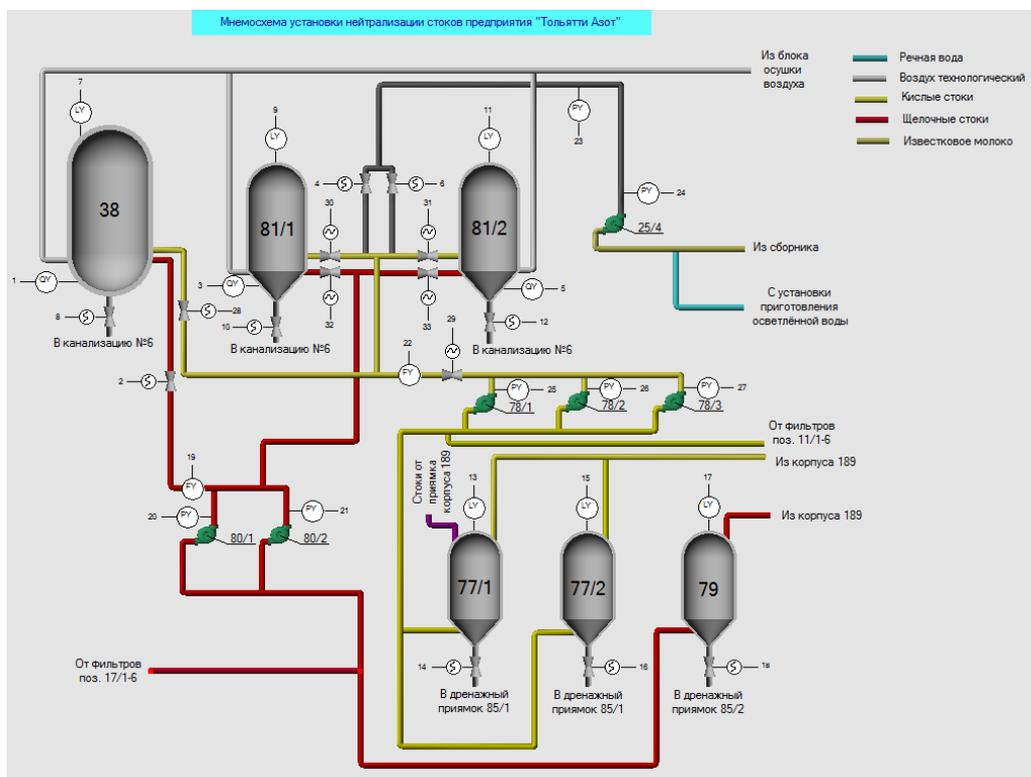 Мнемосхема установки нейтрализации стоков предприятия "Тольятти Азот"
Из блока
осушки
воздуха
Речная вода
Воздух технологический
Кислые стоки
Щелочные стоки
Известковое молоко
7
LY
9
LY
11
LY
PY
23
4
S
S
6
PY
24
38
81/1
81/2
30
31
25/4
Из сборника
1
QY
3
QY
QY
5
С установки
приготовления
осветлённой воды
8
S
S
28
10
S
32
33
S
12
В канализацию №6
В канализацию №6
В канализацию №6
29
22
FY
2
S
PY
25
PY
26
PY
27
78/1
78/2
78/3
От фильтров
поз. 11/1-6
Из корпуса 189
Стоки от
приямка
корпуса 189
19
FY
13
LY
15
LY
17
LY
20
PY
PY
21
Из корпуса 189
80/1
80/2
77/1
77/2
79
От фильтров
поз. 17/1-6
14
S
S
16
S
18
В дренажный
приямок 85/1
В дренажный
приямок 85/1
В дренажный
приямок 85/2